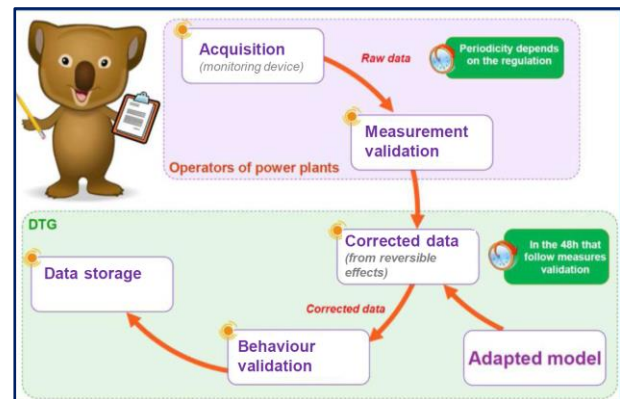 Acquisition
(monitoring device)
Raw data
Periodicity depends
on the regulation
Measurement
validation
Operators of power plants
DTG
Corrected data
(from reversible
effects)
In the 48h that
follow measures
validation
Data storage
Corrected data
Behaviour
validation
Adapted model